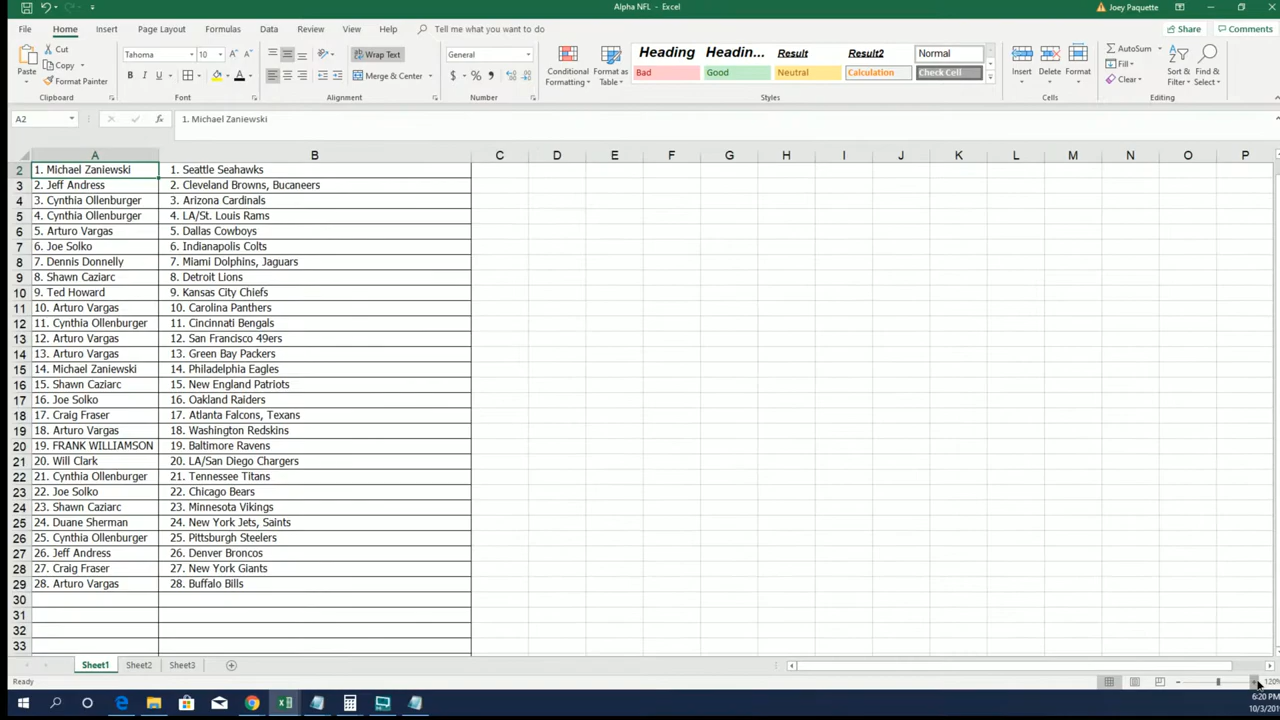 Alpha NFL - Excel
Joey Paquette
File Home Insert Page Layout Formulas Data Review View Help Tell me what you want to do Share Comments
Paste Cut Copy Format Painter Clipboard
Tahoma 10 B I U A Font
Wrap Text Merge & Center Alignment
General $ % , Number
Conditional Formatting Format as Table
Heading Headin... Result Result2 Normal
Bad Good Neutral Calculation Check Cell
Styles
Insert Delete Format Cells
AutoSum Fill Clear Sort & Filter Find & Select Editing
A2 fx 1. Michael Zaniewski
A B C D E F G H I J K L M N O P
2 1. Michael Zaniewski 1. Seattle Seahawks
3 2. Jeff Andress 2. Cleveland Browns, Bucaneers
4 3. Cynthia Ollenburger 3. Arizona Cardinals
5 4. Cynthia Ollenburger 4. LA/St. Louis Rams
6 5. Arturo Vargas 5. Dallas Cowboys
7 6. Joe Solko 6. Indianapolis Colts
8 7. Dennis Donnelly 7. Miami Dolphins, Jaguars
9 8. Shawn Caziarc 8. Detroit Lions
10 9. Ted Howard 9. Kansas City Chiefs
11 10. Arturo Vargas 10. Carolina Panthers
12 11. Cynthia Ollenburger 11. Cincinnati Bengals
13 12. Arturo Vargas 12. San Francisco 49ers
14 13. Arturo Vargas 13. Green Bay Packers
15 14. Michael Zaniewski 14. Philadelphia Eagles
16 15. Shawn Caziarc 15. New England Patriots
17 16. Joe Solko 16. Oakland Raiders
18 17. Craig Fraser 17. Atlanta Falcons, Texans
19 18. Arturo Vargas 18. Washington Redskins
20 19. FRANK WILLIAMSON 19. Baltimore Ravens
21 20. Will Clark 20. LA/San Diego Chargers
22 21. Cynthia Ollenburger 21. Tennessee Titans
23 22. Joe Solko 22. Chicago Bears
24 23. Shawn Caziarc 23. Minnesota Vikings
25 24. Duane Sherman 24. New York Jets, Saints
26 25. Cynthia Ollenburger 25. Pittsburgh Steelers
27 26. Jeff Andress 26. Denver Broncos
28 27. Craig Fraser 27. New York Giants
29 28. Arturo Vargas 28. Buffalo Bills
30
31
32
33
Sheet1 Sheet2 Sheet3
Ready 120%
6:20 PM
10/3/201